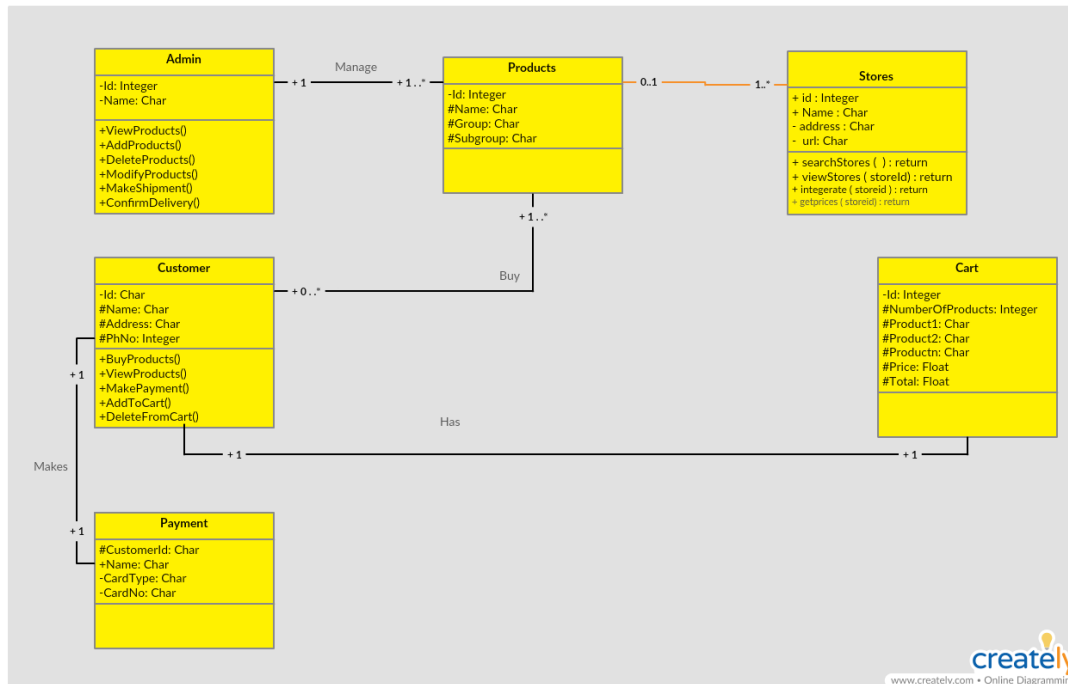 Admin
-Id: Integer
-Name: Char
+ViewProducts()
+AddProducts()
+DeleteProducts()
+ModifyProducts()
+MakeShipment()
+ConfirmDelivery()
+ 1
Manage
+ 1 . . *
Products
-Id: Integer
#Name: Char
#Group: Char
#Subgroup: Char
0..1
1..*
Stores
+ id : Integer
+ Name : Char
- address : Char
- url: Char
+ searchStores ( ) : return
+ viewStores ( storeId) : return
+ integerate ( storeid ) : return
+ getprices ( storeid) : return
+ 1 . . *
Buy
+ 0 . . *
Customer
-Id: Char
#Name: Char
#Address: Char
#PhNo: Integer
+BuyProducts()
+ViewProducts()
+MakePayment()
+AddToCart()
+DeleteFromCart()
Cart
-Id: Integer
#NumberOfProducts: Integer
#Product1: Char
#Product2: Char
#Productn: Char
#Price: Float
#Total: Float
+ 1
Has
+ 1
+ 1
Makes
+ 1
Payment
#CustomerId: Char
+Name: Char
-CardType: Char
-CardNo: Char
creately
www.creately.com • Online Diagrammin